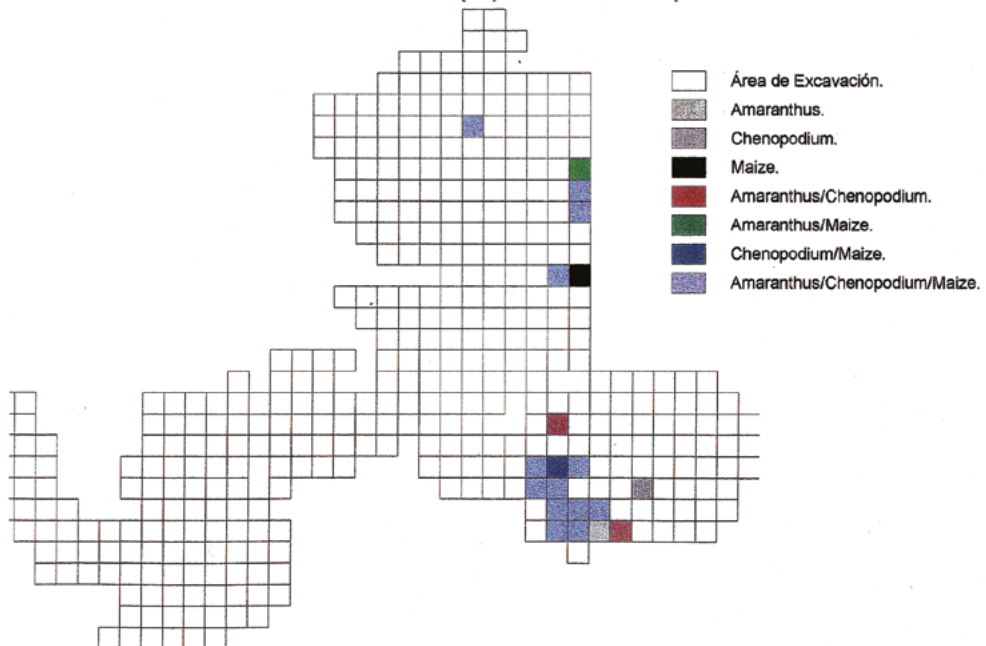 Área de Excavación.
Amaranthus.
Chenopodium.
Maize.
Amaranthus/Chenopodium.
Amaranthus/Maize.
Chenopodium/Maize.
Amaranthus/Chenopodium/Maize.